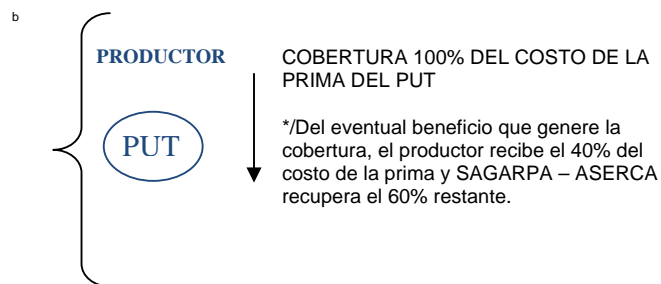 b
PRODUCTOR
PUT
COBERTURA 100% DEL COSTO DE LA
PRIMA DEL PUT
*/Del eventual beneficio que genere la
cobertura, el productor recibe el 40% del
costo de la prima y SAGARPA – ASERCA
recupera el 60% restante.